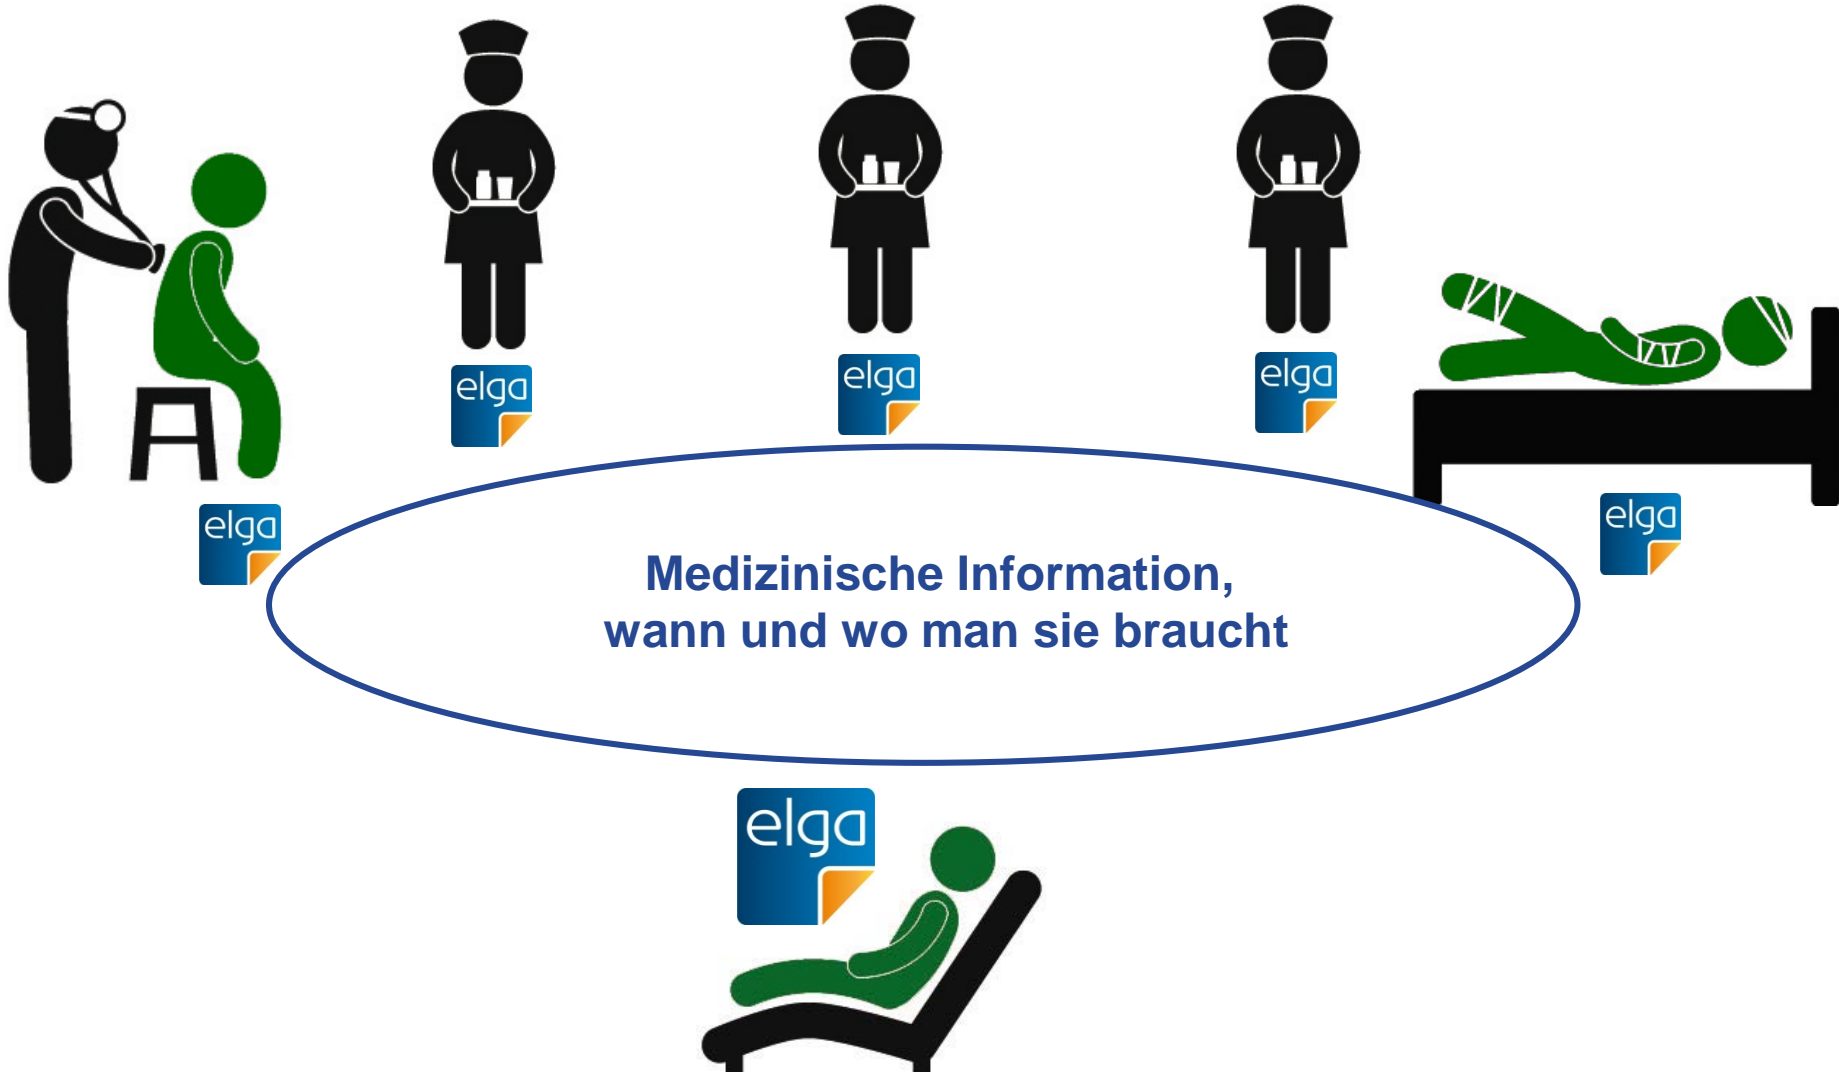 elga
elga
elga
elga
elga
Medizinische Information,
wann und wo man sie braucht
elga